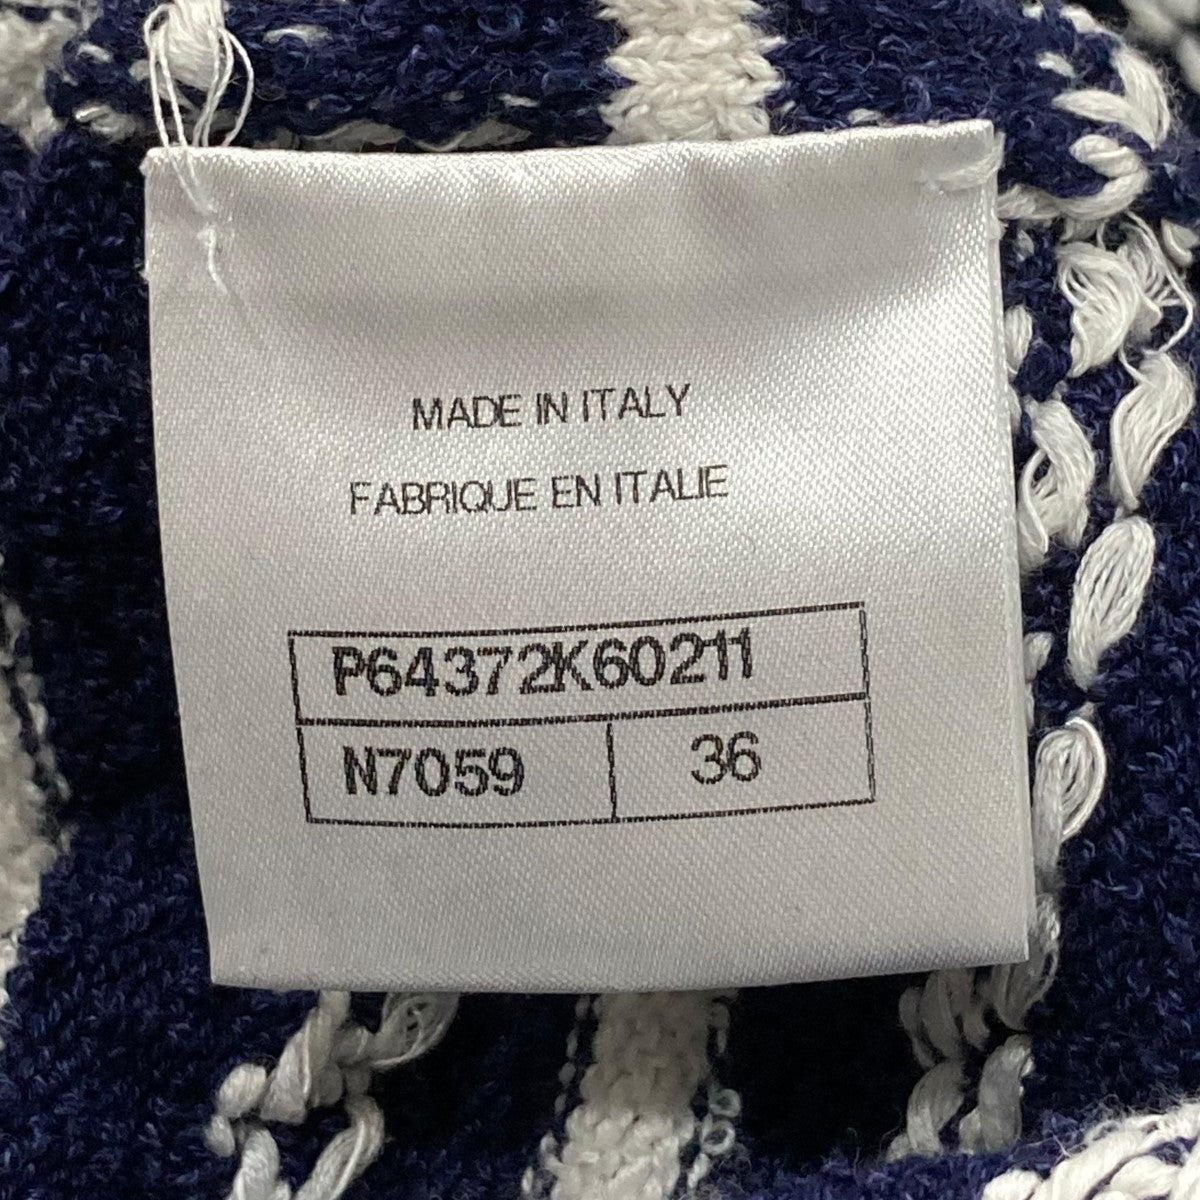 MADE IN ITALY
FABRIQUE EN ITALIE
P64372K60211
N7059 36